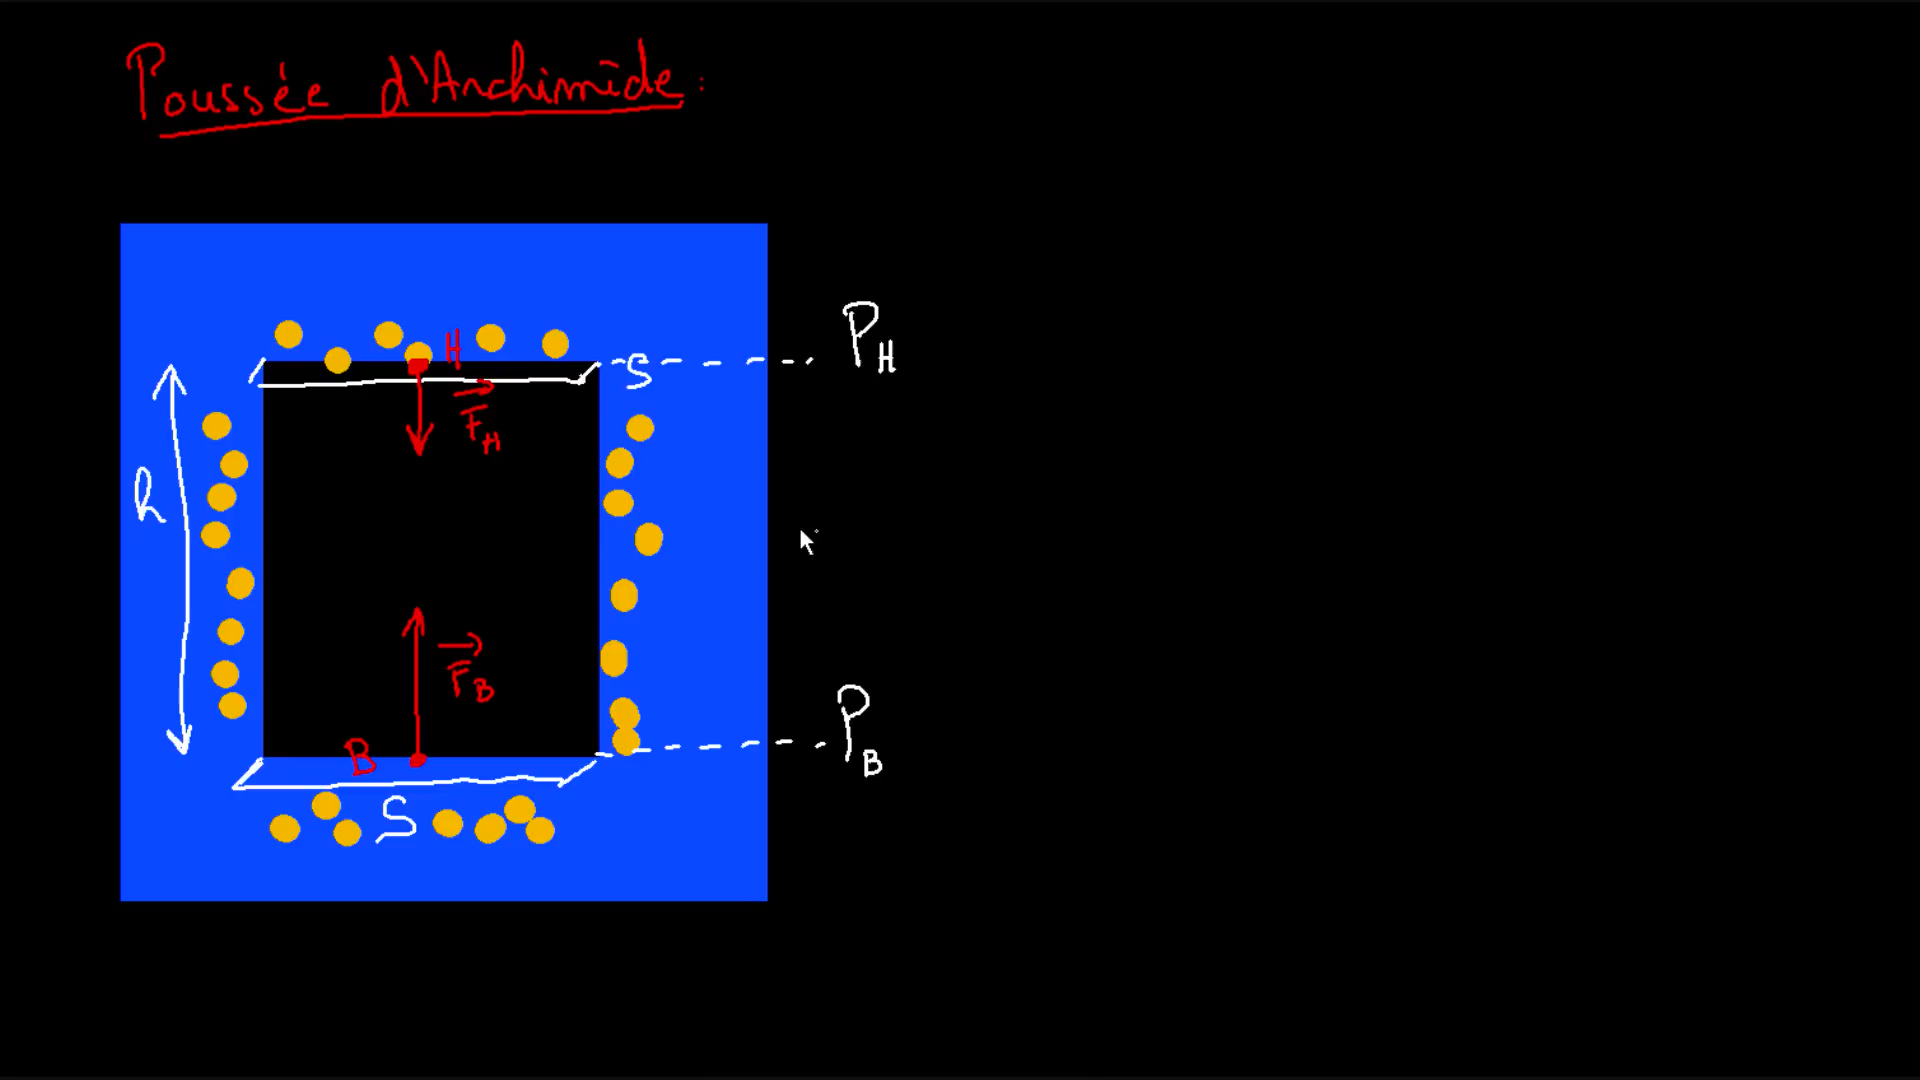 Poussée d'Archimède :
P_H
H
S
F_H
h
F_B
P_B
B
S